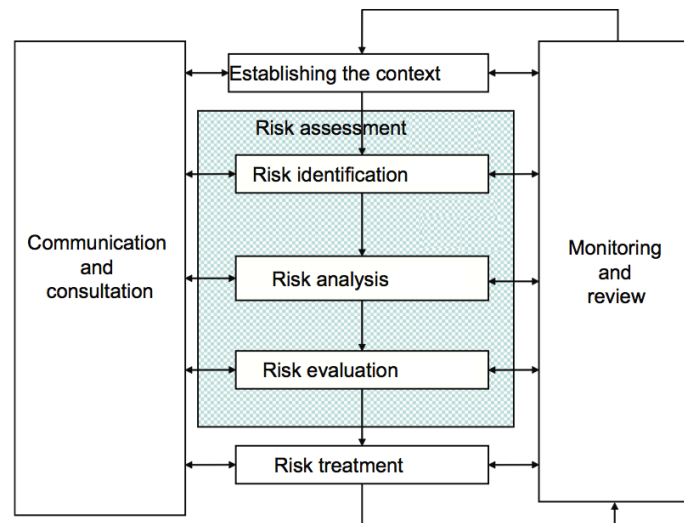 Establishing the context
Risk assessment
Risk identification
Communication
and
consultation
Risk analysis
Monitoring
and
review
Risk evaluation
Risk treatment